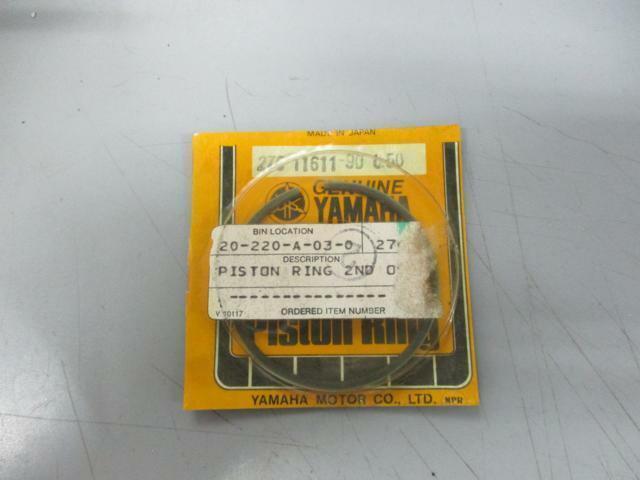 MADE IN JAPAN
11611-90 0.50
GENUINE
YAMAHA
BIN LOCATION
20-220-A-03-0
DESCRIPTION
PISTON RING 2ND
ORDERED ITEM NUMBER
Piston Ring
YAMAHA MOTOR CO., LTD. NPR